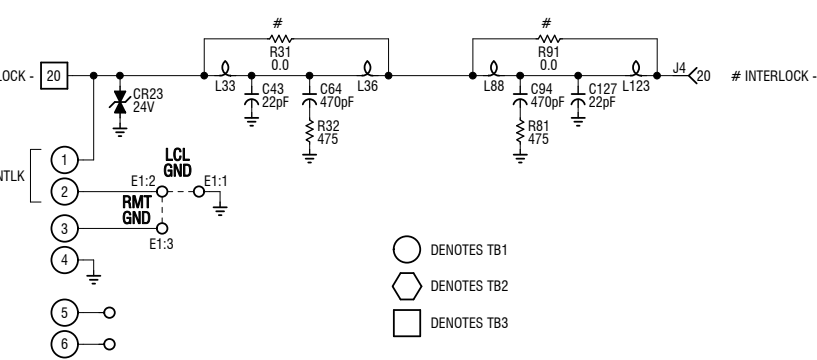 #
R31
0.0
#
R91
0.0
LOCK - 20
CR23
24V
L33
C43
22pF
C64
470pF
R32
475
L36
L88
C94
470pF
R81
475
C127
22pF
L123
J4
20
# INTERLOCK -
1
NTLK
2
E1:2
LCL
GND
E1:1
RMT
GND
3
E1:3
4
5
6
DENOTES TB1
DENOTES TB2
DENOTES TB3